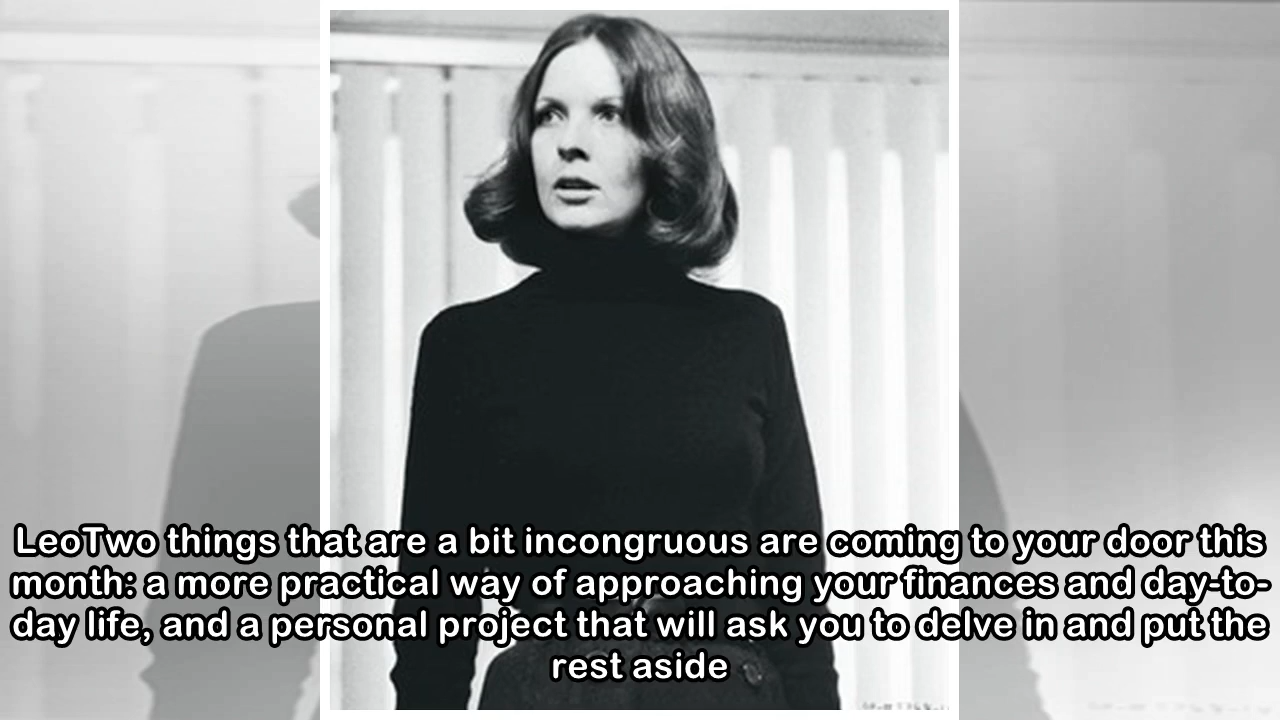 LeoTwo things that are a bit incongruous are coming to your door this
month: a more practical way of approaching your finances and day-to-
day life, and a personal project that will ask you to delve in and put the
rest aside